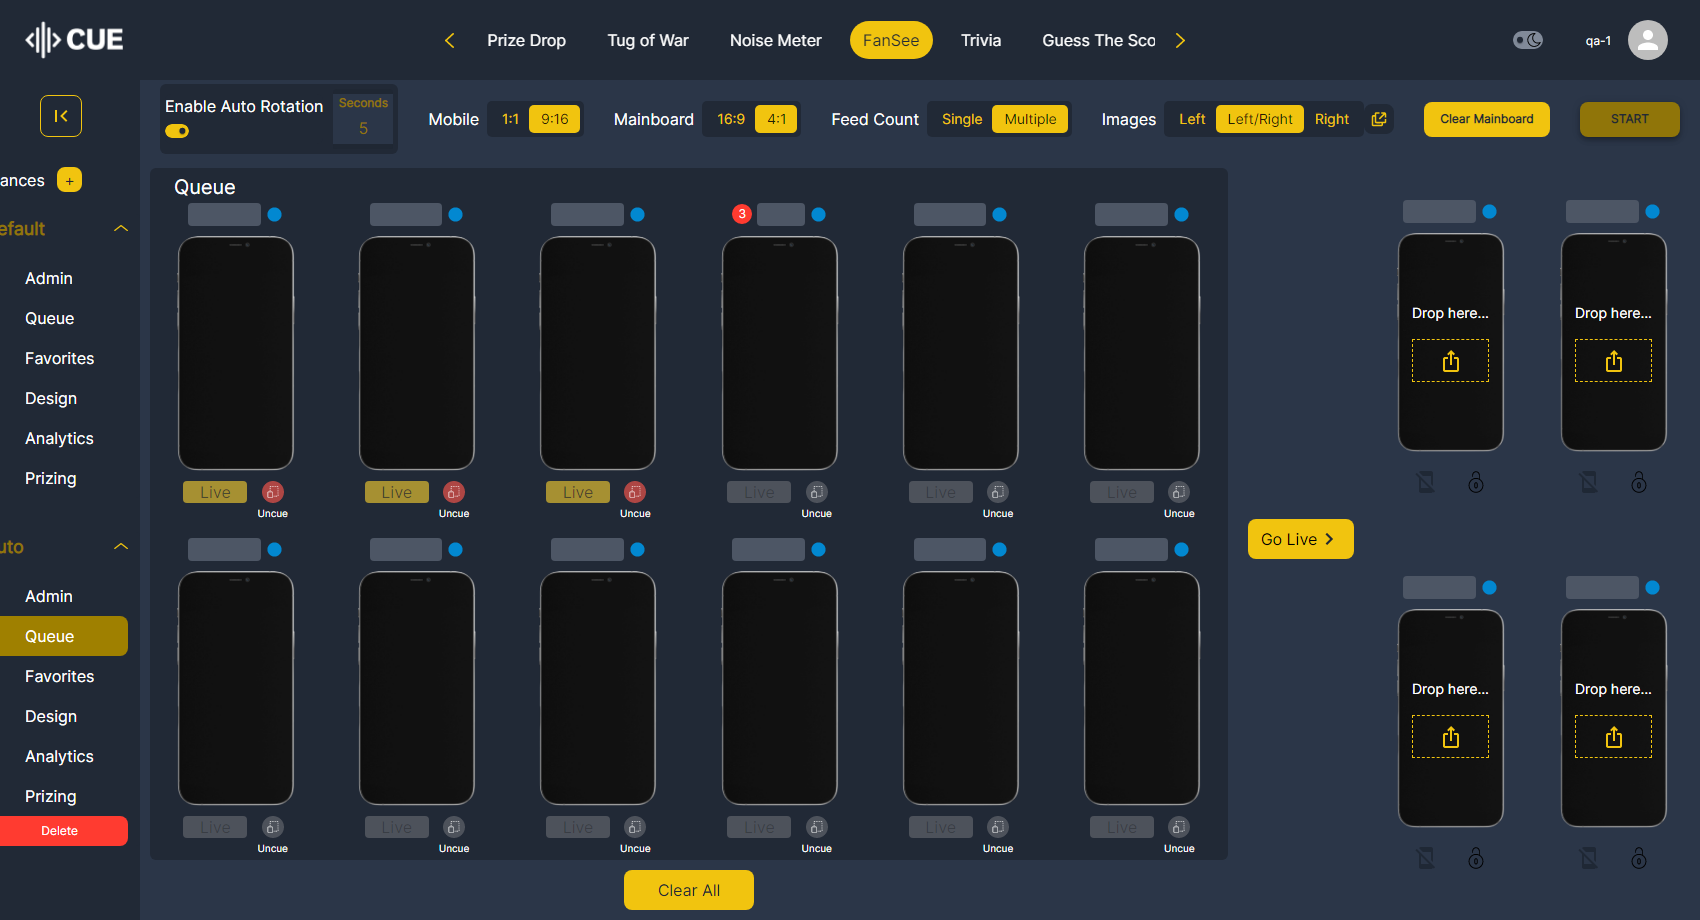 CUE
Prize Drop
Tug of War
Noise Meter
FanSee
Trivia
Guess The Sco
qa-1
Enable Auto Rotation
Seconds
5
Mobile
1:1
9:16
Mainboard
16:9
4:1
Feed Count
Single
Multiple
Images
Left
Left/Right
Right
Clear Mainboard
START
ances
+
efault
Admin
Queue
Favorites
Design
Analytics
Prizing
uto
Admin
Queue
Favorites
Design
Analytics
Prizing
Delete
Queue
3
Live
Live
Live
Live
Live
Live
Uncue
Uncue
Uncue
Uncue
Uncue
Uncue
Live
Live
Live
Live
Live
Live
Uncue
Uncue
Uncue
Uncue
Uncue
Uncue
Clear All
Go Live
Drop here...
Drop here...
Drop here...
Drop here...